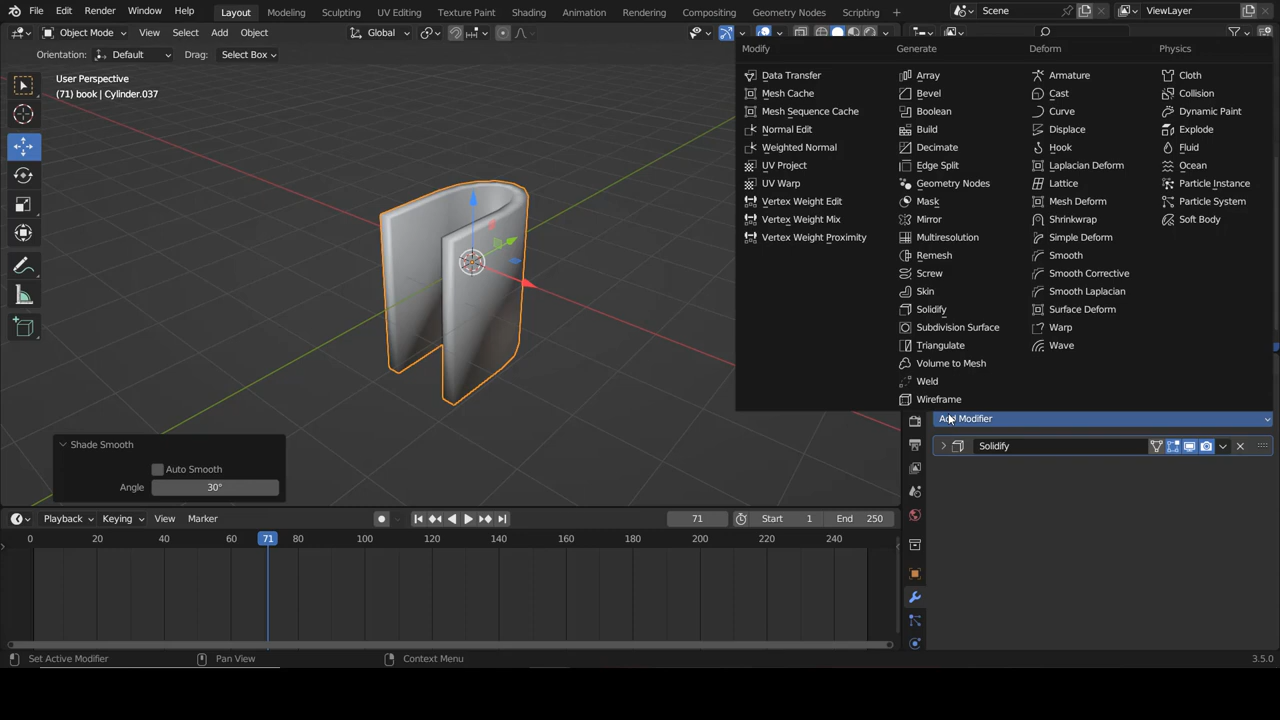 File Edit Render Window Help Layout Modeling Sculpting UV Editing Texture Paint Shading Animation Rendering Compositing Geometry Nodes Scripting Scene ViewLayer
Object Mode View Select Add Object Global
Orientation: Default Drag: Select Box
User Perspective
(71) book | Cylinder.037
Modify Generate Deform Physics
Data Transfer Array Armature Cloth
Mesh Cache Bevel Cast Collision
Mesh Sequence Cache Boolean Curve Dynamic Paint
Normal Edit Build Displace Explode
Weighted Normal Decimate Hook Fluid
UV Project Edge Split Laplacian Deform Ocean
UV Warp Geometry Nodes Lattice Particle Instance
Vertex Weight Edit Mask Mesh Deform Particle System
Vertex Weight Mix Mirror Shrinkwrap Soft Body
Vertex Weight Proximity Multiresolution Simple Deform
Remesh Smooth
Screw Smooth Corrective
Skin Smooth Laplacian
Solidify Surface Deform
Subdivision Surface Warp
Triangulate Wave
Volume to Mesh
Weld
Wireframe
Add Modifier
Solidify
Shade Smooth
Auto Smooth
Angle 30°
Playback Keying View Marker 71 Start 1 End 250
0 20 40 60 71 80 100 120 140 160 180 200 220 240
Set Active Modifier Pan View Context Menu 3.5.0